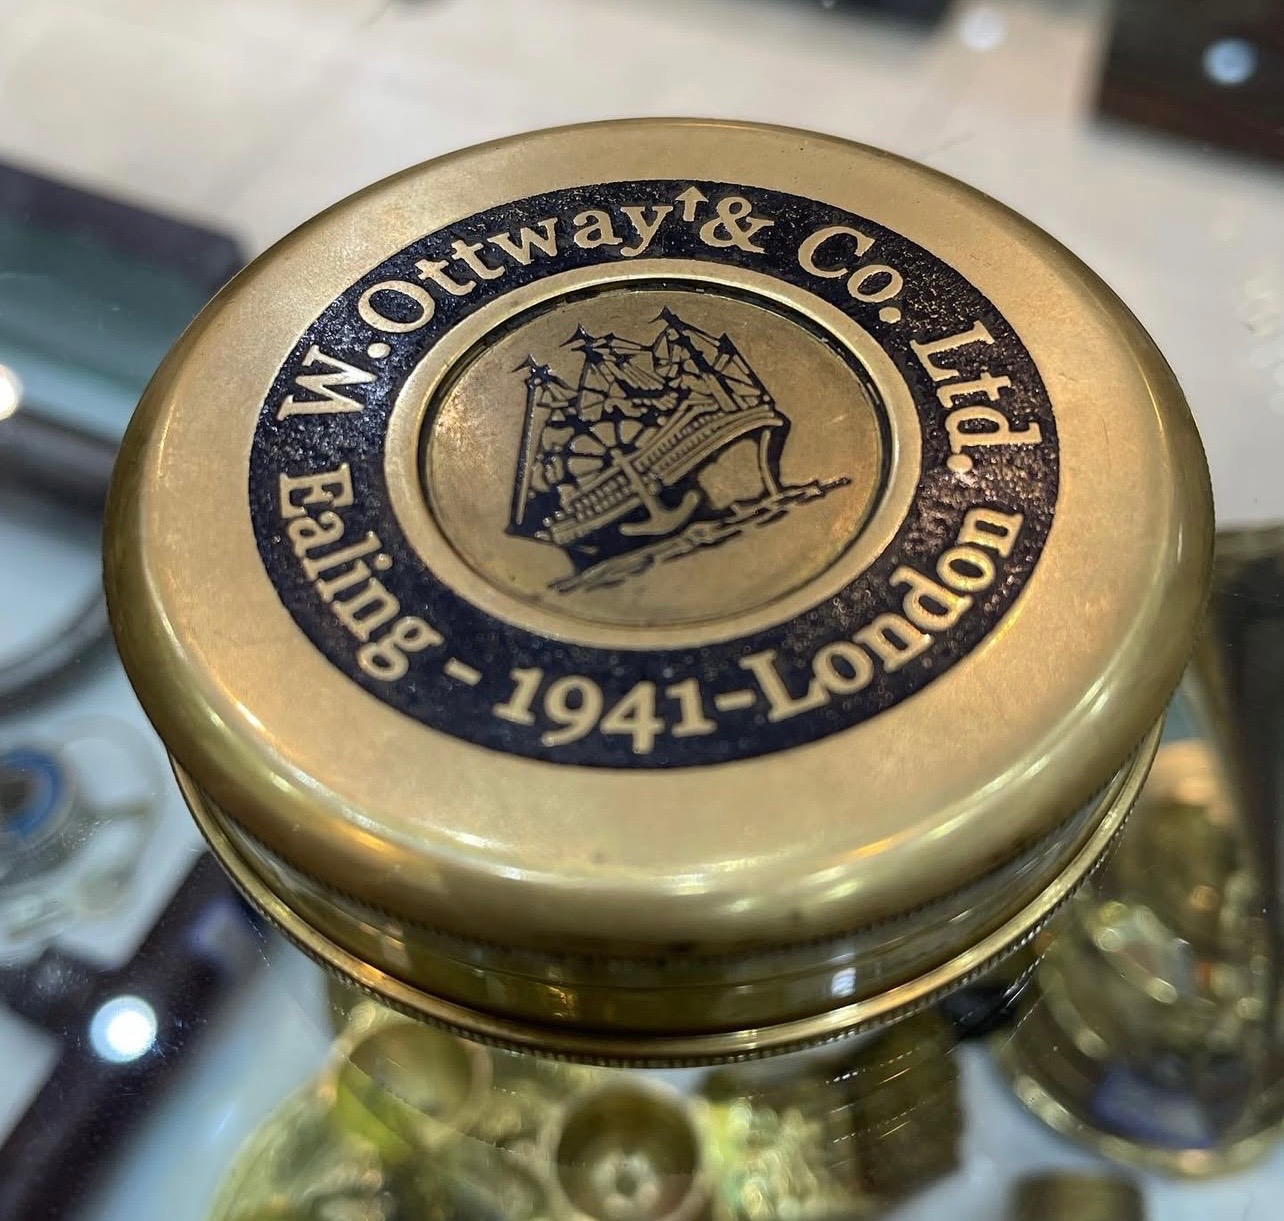 W.Ottway↑& Co. Ltd.
Ealing - 1941-London